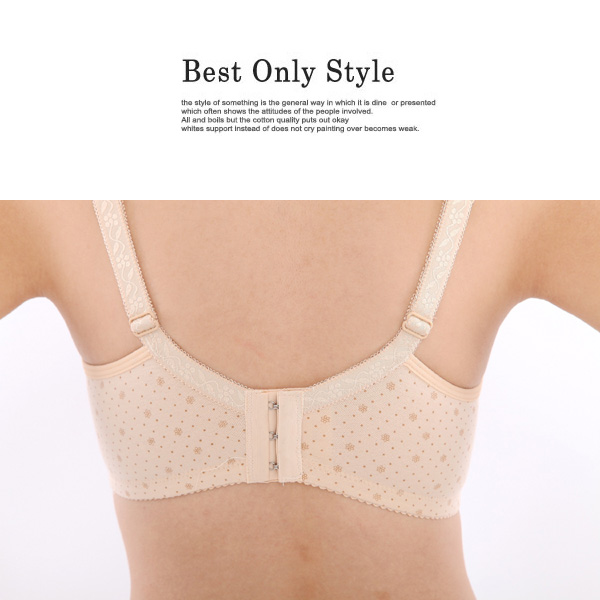 Best Only Style
the style of something is the general way in which it is dine or presented
which often shows the attitudes of the people involved.
All and boils but the cotton quality puts out okay
whites support instead of does not cry painting over becomes weak.